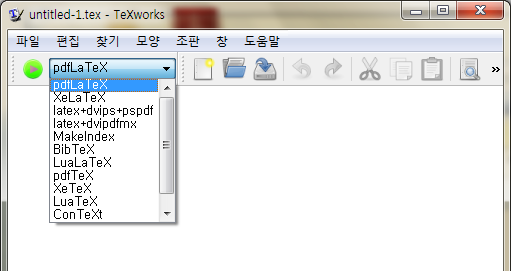 untitled-1.tex - TeXworks
파일 편집 찾기 모양 조판 창 도움말
pdfLaTeX
pdfLaTeX
XeLaTeX
latex+dvips+pspdf
latex+dvipdfmx
MakeIndex
BibTeX
LuaLaTeX
pdfTeX
XeTeX
LuaTeX
ConTeXt